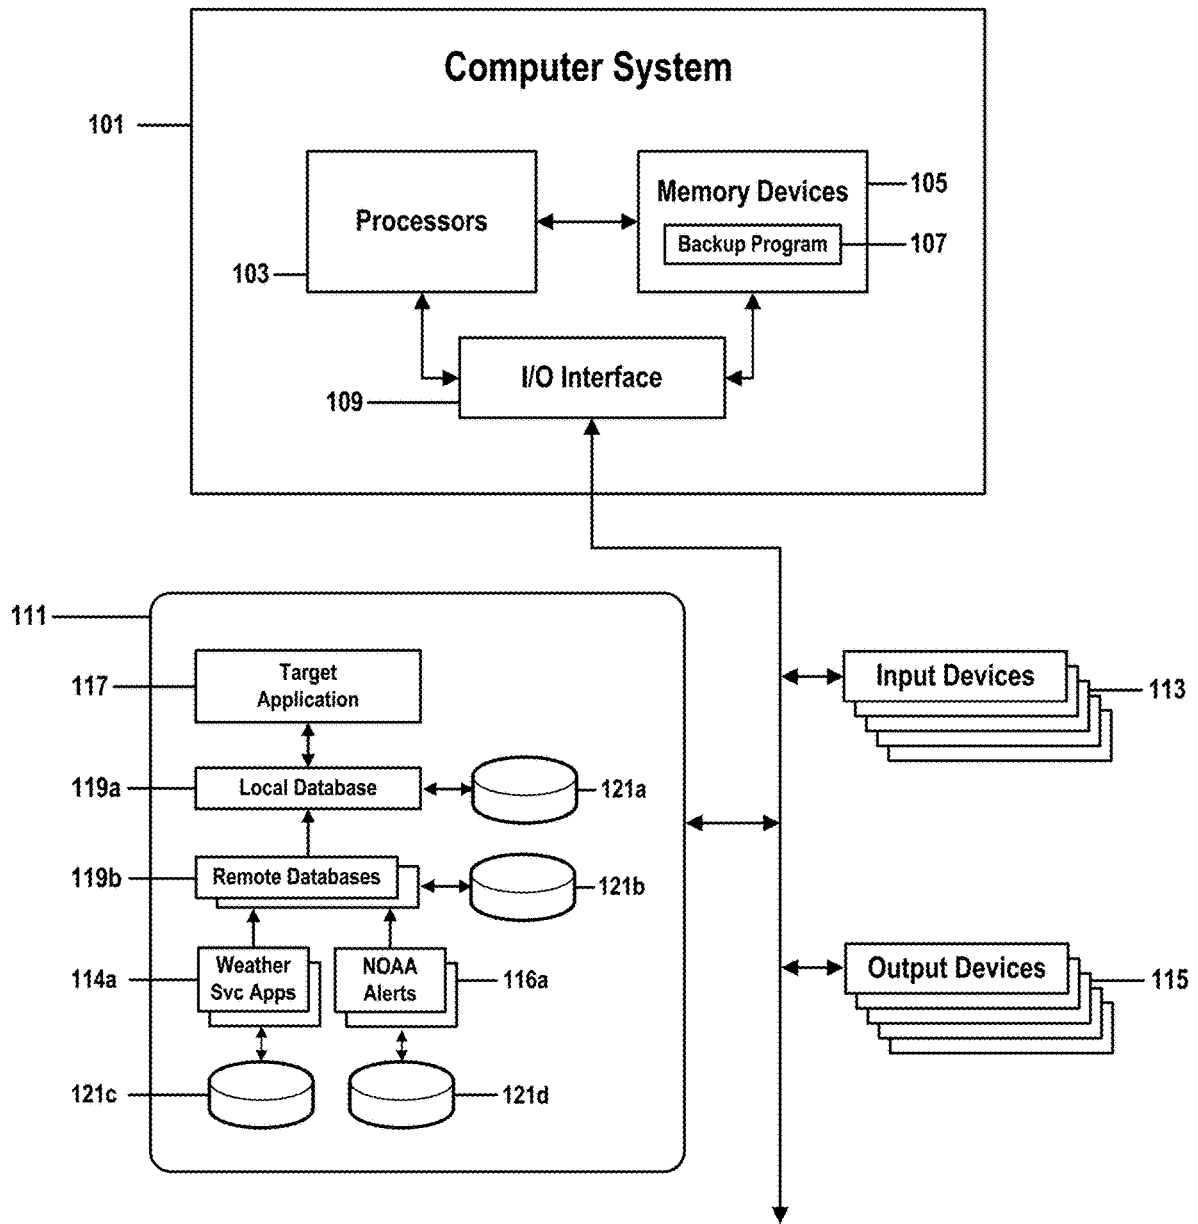 Computer System
101
Processors
Memory Devices
105
Backup Program
107
103
I/O Interface
109
111
Target
Application
117
Input Devices
113
119a
Local Database
121a
119b
Remote Databases
121b
114a
Weather
Svc Apps
NOAA
Alerts
116a
Output Devices
115
121c
121d